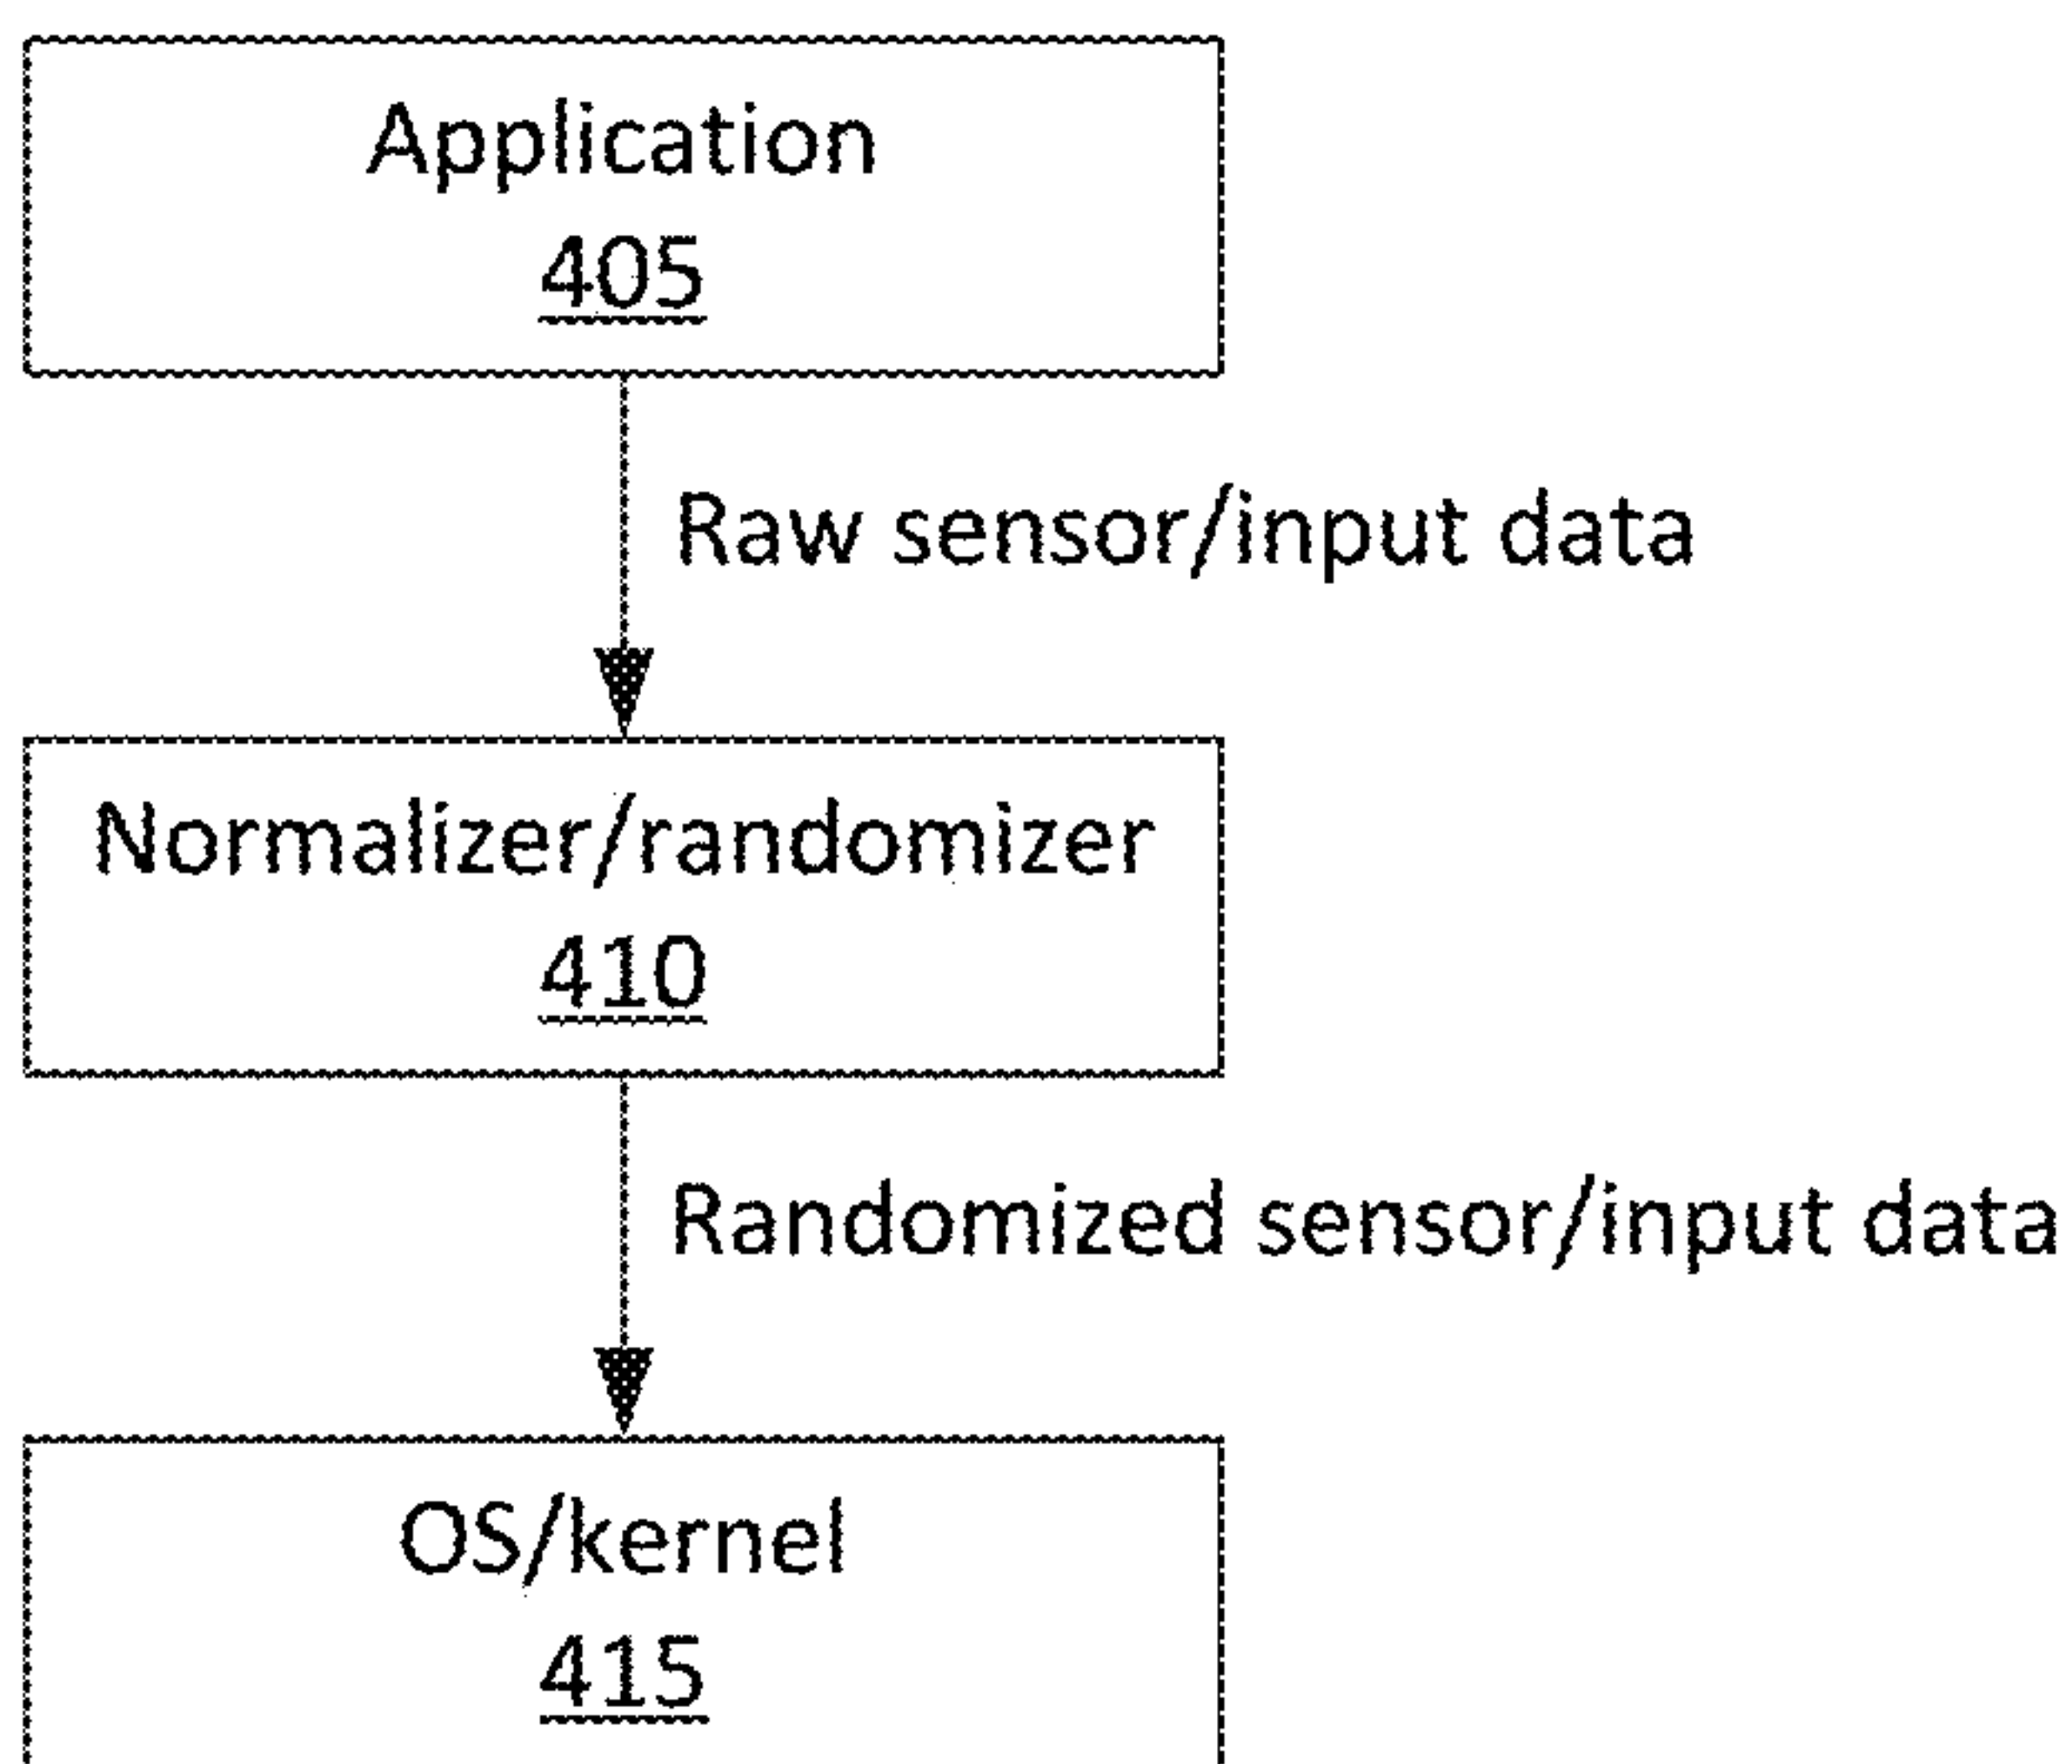 Application
405
Raw sensor/input data
Normalizer/randomizer
410
Randomized sensor/input data
OS/kernel
415